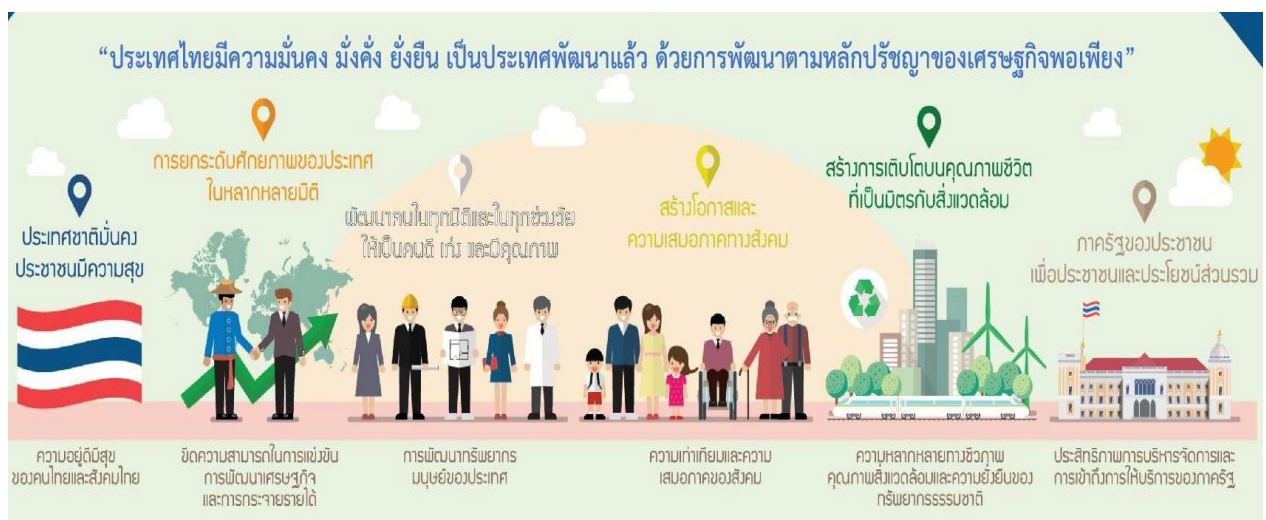 “ประเทศไทยมีความมั่นคง มั่งคั่ง ยั่งยืน เป็นประเทศพัฒนาแล้ว ด้วยการพัฒนาตามหลักปรัชญาของเศรษฐกิจพอเพียง”
ประเทศชาติมั่นคง
ประชาชนมีความสุข
การยกระดับศักยภาพของประเทศ
ในหลากหลายมิติ
พัฒนาคนในทุกมิติและในทุกช่วงวัย
ให้เป็นคนดี เก่ง และมีคุณภาพ
สร้างโอกาสและ
ความเสมอภาคทางสังคม
สร้างการเติบโตบนคุณภาพชีวิต
ที่เป็นมิตรกับสิ่งแวดล้อม
ภาครัฐของประชาชน
เพื่อประชาชนและประโยชน์ส่วนรวม
ความอยู่ดีมีสุข
ของคนไทยและสังคมไทย
ขีดความสามารถในการแข่งขัน
การพัฒนาเศรษฐกิจ
และการกระจายรายได้
การพัฒนาทรัพยากร
มนุษย์ของประเทศ
ความเท่าเทียมและความ
เสมอภาคของสังคม
ความหลากหลายทางชีวภาพ
คุณภาพสิ่งแวดล้อมและความยั่งยืนของ
ทรัพยากรธรรมชาติ
ประสิทธิภาพการบริหารจัดการและ
การเข้าถึงการให้บริการของภาครัฐ